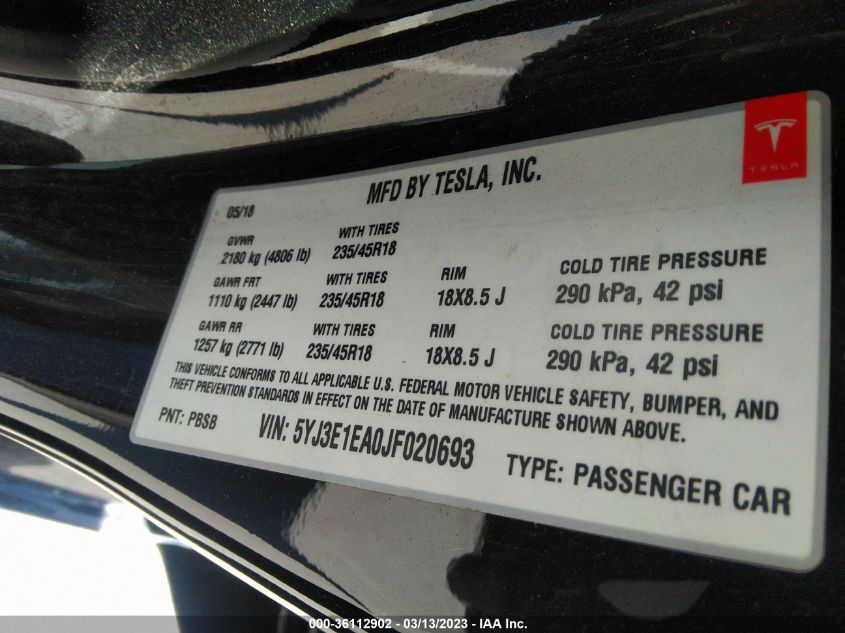 TESLA
MFD BY TESLA, INC.
05/18
GVWR WITH TIRES
2180 kg (4806 lb) 235/45R18
GAWR FRT WITH TIRES RIM COLD TIRE PRESSURE
1110 kg (2447 lb) 235/45R18 18X8.5 J 290 kPa, 42 psi
GAWR RR WITH TIRES RIM COLD TIRE PRESSURE
1257 kg (2771 lb) 235/45R18 18X8.5 J 290 kPa, 42 psi
THIS VEHICLE CONFORMS TO ALL APPLICABLE U.S. FEDERAL MOTOR VEHICLE SAFETY, BUMPER, AND
THEFT PREVENTION STANDARDS IN EFFECT ON THE DATE OF MANUFACTURE SHOWN ABOVE.
PNT: PBSB VIN: 5YJ3E1EA0JF020693 TYPE: PASSENGER CAR
000-36112902 - 03/13/2023 - IAA Inc.